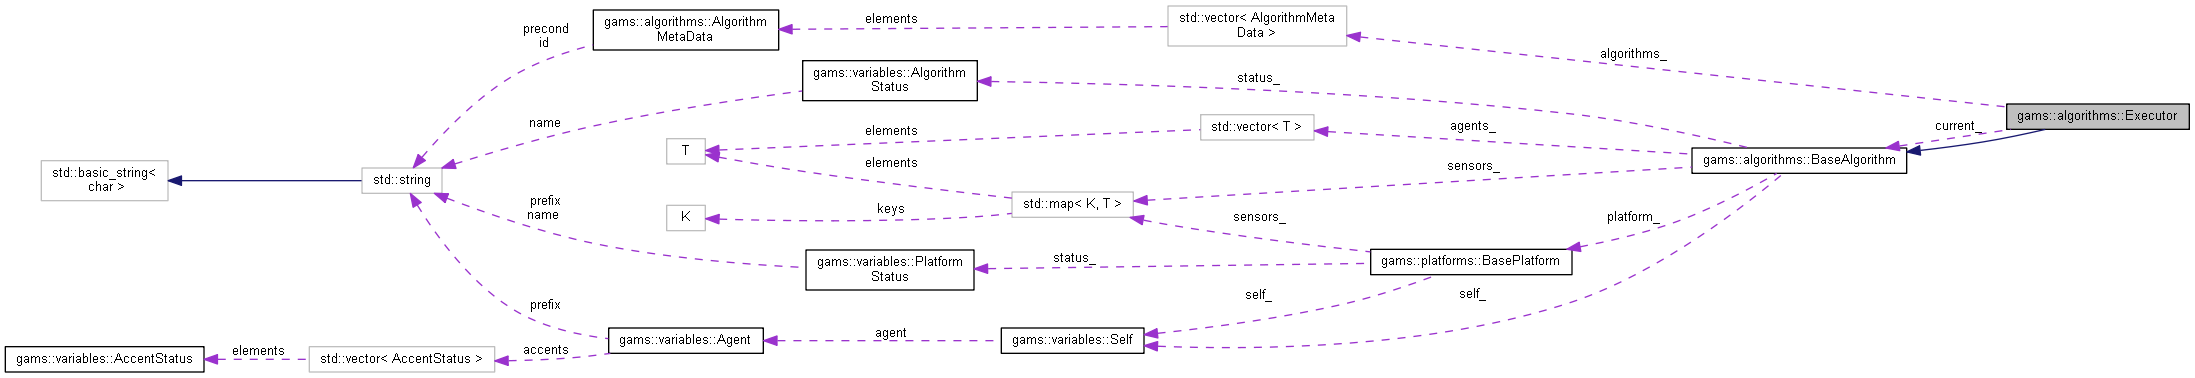 gams::algorithms::Algorithm
MetaData
elements
std::vector< AlgorithmMeta
Data >
precond
id
algorithms_
gams::variables::Algorithm
Status
status_
gams::algorithms::Executor
name
T
elements
std::vector< T >
agents_
current_
gams::algorithms::BaseAlgorithm
elements
sensors_
std::basic_string<
char >
std::string
prefix
name
K
keys
std::map< K, T >
sensors_
platform_
gams::variables::Platform
Status
status_
gams::platforms::BasePlatform
self_
self_
prefix
gams::variables::Agent
agent
gams::variables::Self
gams::variables::AccentStatus
elements
std::vector< AccentStatus >
accents